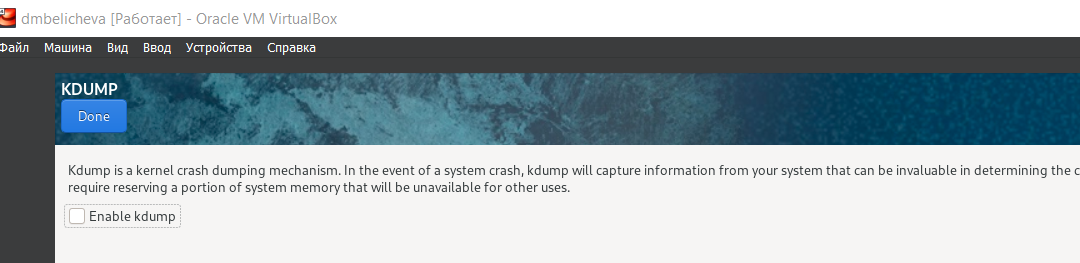 dmbelicheva [Работает] - Oracle VM VirtualBox
Файл Машина Вид Ввод Устройства Справка
KDUMP
Done
Kdump is a kernel crash dumping mechanism. In the event of a system crash, kdump will capture information from your system that can be invaluable in determining the c
require reserving a portion of system memory that will be unavailable for other uses.
Enable kdump